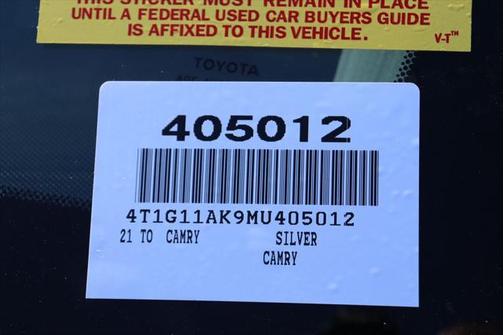 THIS STICKER MUST REMAIN IN PLACE
UNTIL A FEDERAL USED CAR BUYERS GUIDE
IS AFFIXED TO THIS VEHICLE.
V-T™
TOYOTA
405012
4T1G11AK9MU405012
21 TO CAMRY SILVER
CAMRY